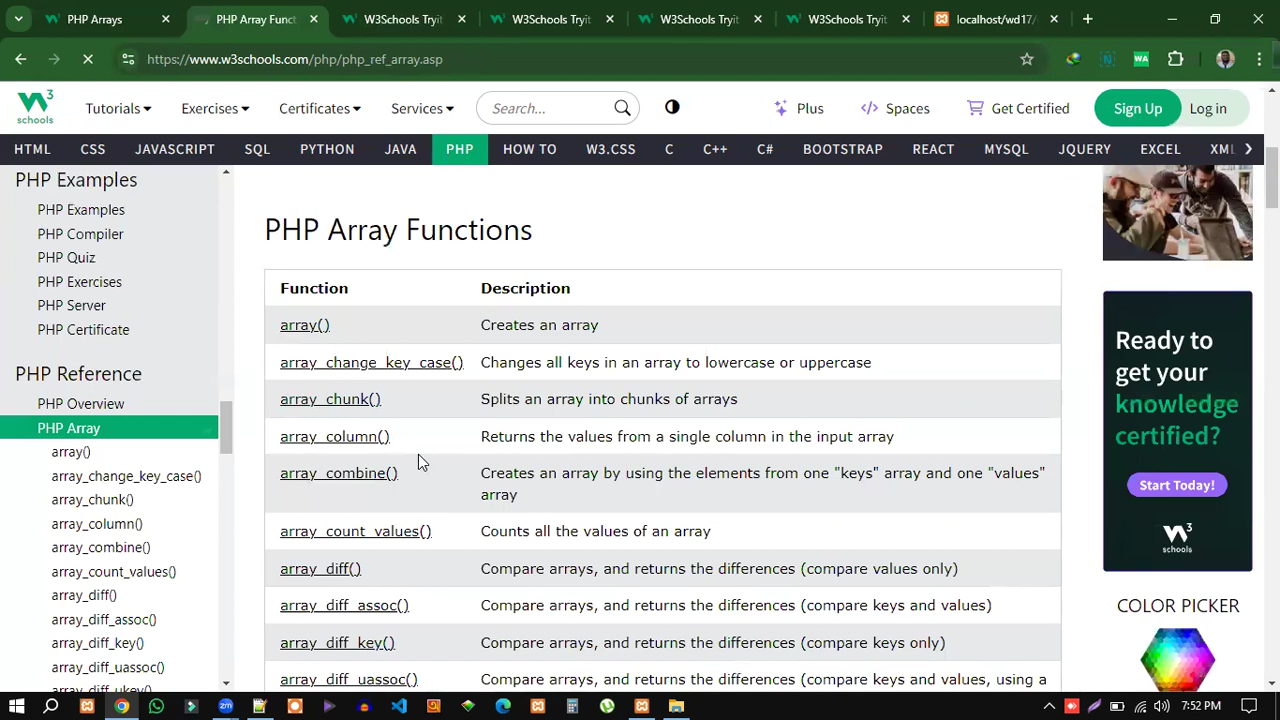 PHP Arrays
PHP Array Funct
W3Schools Tryit
W3Schools Tryit
W3Schools Tryit
W3Schools Tryit
localhost/wd17/
https://www.w3schools.com/php/php_ref_array.asp
WA
W3 schools
Tutorials
Exercises
Certificates
Services
Search...
Plus
Spaces
Get Certified
Sign Up
Log in
HTML CSS JAVASCRIPT SQL PYTHON JAVA PHP HOW TO W3.CSS C C++ C# BOOTSTRAP REACT MYSQL JQUERY EXCEL XML
PHP Examples
PHP Examples
PHP Compiler
PHP Quiz
PHP Exercises
PHP Server
PHP Certificate
PHP Reference
PHP Overview
PHP Array
array()
array_change_key_case()
array_chunk()
array_column()
array_combine()
array_count_values()
array_diff()
array_diff_assoc()
array_diff_key()
array_diff_uassoc()
array_diff_ukey()
PHP Array Functions
Function Description
array() Creates an array
array_change_key_case() Changes all keys in an array to lowercase or uppercase
array_chunk() Splits an array into chunks of arrays
array_column() Returns the values from a single column in the input array
array_combine() Creates an array by using the elements from one "keys" array and one "values"
array
array_count_values() Counts all the values of an array
array_diff() Compare arrays, and returns the differences (compare values only)
array_diff_assoc() Compare arrays, and returns the differences (compare keys and values)
array_diff_key() Compare arrays, and returns the differences (compare keys only)
array_diff_uassoc() Compare arrays, and returns the differences (compare keys and values, using a
Ready to
get your
knowledge
certified?
Start Today!
W3
schools
COLOR PICKER
zm
7:52 PM